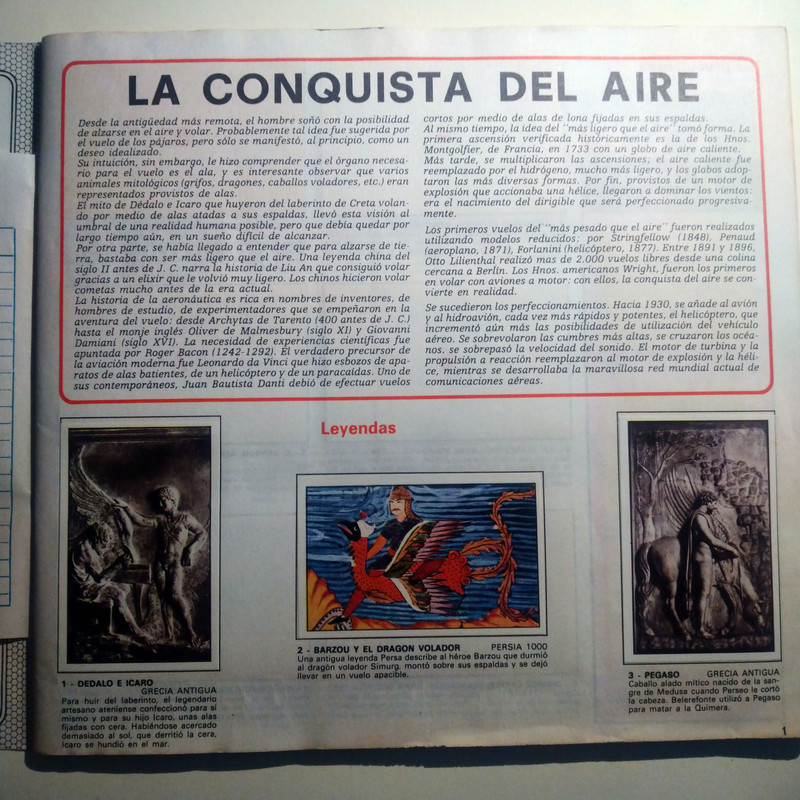 LA CONQUISTA DEL AIRE
Desde la antigüedad más remota, el hombre soñó con la posibilidad
de alzarse en el aire y volar. Probablemente tal idea fue sugerida por
el vuelo de los pájaros, pero sólo se manifestó, al principio, como un
deseo idealizado.
Su intuición, sin embargo, le hizo comprender que el órgano necesa-
rio para el vuelo es el ala, y es interesante observar que varios
animales mitológicos (grifos, dragones, caballos voladores, etc.) eran
representados provistos de alas.
El mito de Dédalo e Icaro que huyeron del laberinto de Creta volan-
do por medio de alas atadas a sus espaldas, llevó esta visión al
umbral de una realidad humana posible, pero que debía quedar por
largo tiempo aún, en un sueño difícil de alcanzar.
Por otra parte, se había llegado a entender que para alzarse de tie-
rra, bastaba con ser más ligero que el aire. Una leyenda china del
siglo II antes de J. C. narra la historia de Liu An que consiguió volar
gracias a un elixir que le volvió muy ligero. Los chinos hicieron volar
cometas mucho antes de la era actual.
La historia de la aeronáutica es rica en nombres de inventores, de
hombres de estudio, de experimentadores que se empeñaron en la
aventura del vuelo: desde Archytas de Tarento (400 antes de J. C.)
hasta el monje inglés Oliver de Malmesbury (siglo XI) y Giovanni
Damiani (siglo XVI). La necesidad de experiencias científicas fue
apuntada por Roger Bacon (1242-1292). El verdadero precursor de
la aviación moderna fue Leonardo da Vinci que hizo esbozos de apa-
ratos de alas batientes, de un helicóptero y de un paracaídas. Uno de
sus contemporáneos, Juan Bautista Danti debió de efectuar vuelos
cortos por medio de alas de lona fijadas en sus espaldas.
Al mismo tiempo, la idea del "más ligero que el aire" tomó forma. La
primera ascensión verificada históricamente es la de los Hnos.
Montgolfier, de Francia, en 1733 con un globo de aire caliente.
Más tarde, se multiplicaron las ascensiones; el aire caliente fue
reemplazado por el hidrógeno, mucho más ligero, y los globos adop-
taron las más diversas formas. Por fin, provistos de un motor de
explosión que accionaba una hélice, llegaron a dominar los vientos:
era el nacimiento del dirigible que será perfeccionado progresiva-
mente.
Los primeros vuelos del "más pesado que el aire" fueron realizados
utilizando modelos reducidos: por Stringfellow (1848), Penaud
(aeroplano, 1871), Forlanini (helicóptero, 1877). Entre 1891 y 1896,
Otto Lilienthal realizó mas de 2.000 vuelos libres desde una colina
cercana a Berlín. Los Hnos. americanos Wright, fueron los primeros
en volar con aviones a motor: con ellos, la conquista del aire se con-
vierte en realidad.
Se sucedieron los perfeccionamientos. Hacia 1930, se añade al avión
y al hidroavión, cada vez más rápidos y potentes, el helicóptero, que
incrementó aún más las posibilidades de utilización del vehículo
aéreo. Se sobrevolaron las cumbres más altas, se cruzaron los océa-
nos. se sobrepasó la velocidad del sonido. El motor de turbina y la
propulsión a reacción reemplazaron al motor de explosión y la héli-
ce, mientras se desarrollaba la maravillosa red mundial actual de
comunicaciones aéreas.
Leyendas
1 - DEDALO E ICARO
GRECIA ANTIGUA
Para huir del laberinto, el legendario
artesano ateniense confeccionó para sí
mismo y para su hijo Icaro, unas alas
fijadas con cera. Habiéndose acercado
demasiado al sol, que derritió la cera,
Icaro se hundió en el mar.
2 - BARZOU Y EL DRAGON VOLADOR PERSIA 1000
Una antigua leyenda Persa describe al héroe Barzou que durmió
al dragón volador Simurg, montó sobre sus espaldas y se dejó
llevar en un vuelo apacible.
3 - PEGASO GRECIA ANTIGUA
Caballo alado mítico nacido de la san-
gre de Medusa cuando Perseo le cortó
la cabeza. Belerefonte utilizó a Pegaso
para matar a la Quimera.
1